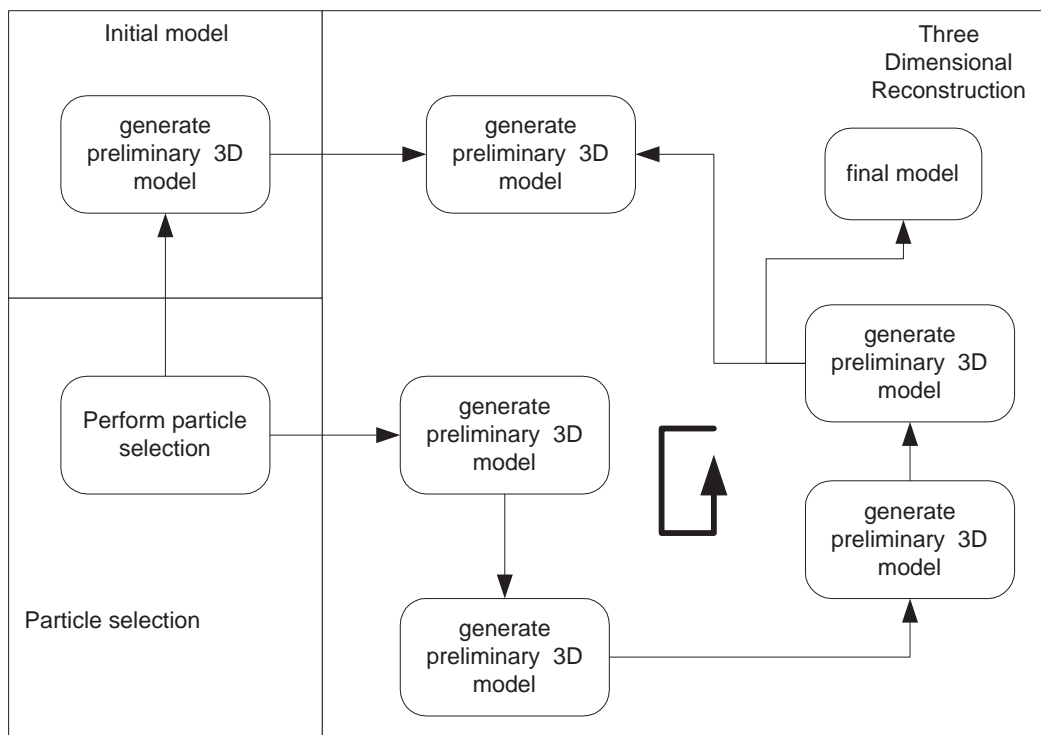 Initial model
generate
preliminary 3D
model
Perform particle
selection
Particle selection
Three
Dimensional
Reconstruction
generate
preliminary 3D
model
final model
generate
preliminary 3D
model
generate
preliminary 3D
model
generate
preliminary 3D
model
generate
preliminary 3D
model